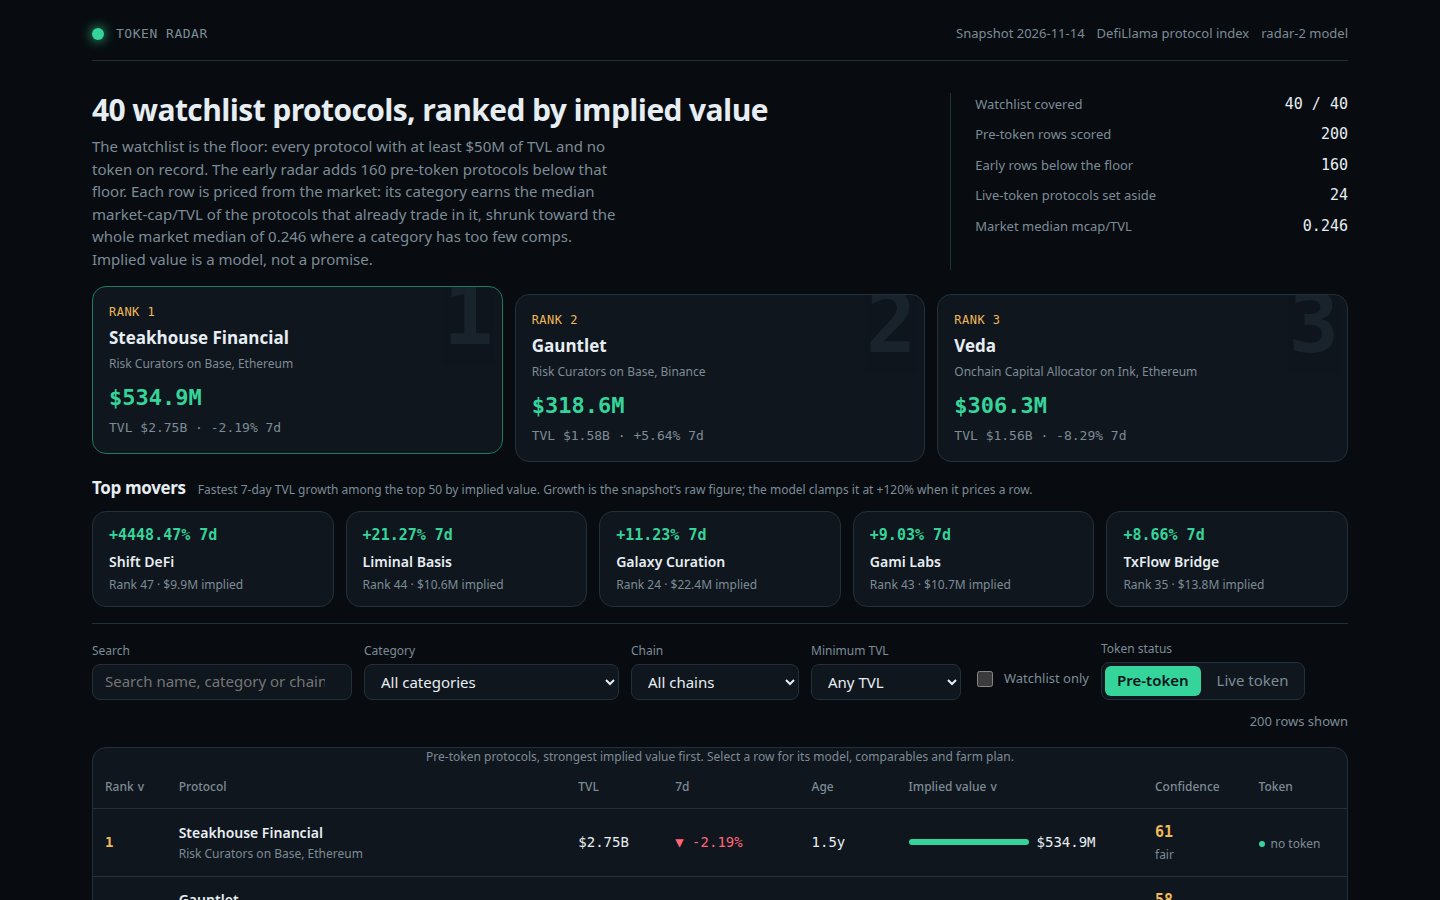 TOKEN RADAR
Snapshot 2026-11-14 DefiLlama protocol index radar-2 model
40 watchlist protocols, ranked by implied value
The watchlist is the floor: every protocol with at least $50M of TVL and no
token on record. The early radar adds 160 pre-token protocols below that
floor. Each row is priced from the market: its category earns the median
market-cap/TVL of the protocols that already trade in it, shrunk toward the
whole market median of 0.246 where a category has too few comps.
Implied value is a model, not a promise.
Watchlist covered 40 / 40
Pre-token rows scored 200
Early rows below the floor 160
Live-token protocols set aside 24
Market median mcap/TVL 0.246
1
RANK 1
Steakhouse Financial
Risk Curators on Base, Ethereum
$534.9M
TVL $2.75B · -2.19% 7d
2
RANK 2
Gauntlet
Risk Curators on Base, Binance
$318.6M
TVL $1.58B · +5.64% 7d
3
RANK 3
Veda
Onchain Capital Allocator on Ink, Ethereum
$306.3M
TVL $1.56B · -8.29% 7d
Top movers Fastest 7-day TVL growth among the top 50 by implied value. Growth is the snapshot's raw figure; the model clamps it at +120% when it prices a row.
+4448.47% 7d
Shift DeFi
Rank 47 · $9.9M implied
+21.27% 7d
Liminal Basis
Rank 44 · $10.6M implied
+11.23% 7d
Galaxy Curation
Rank 24 · $22.4M implied
+9.03% 7d
Gami Labs
Rank 43 · $10.7M implied
+8.66% 7d
TxFlow Bridge
Rank 35 · $13.8M implied
Search
Search name, category or chain
Category
All categories
Chain
All chains
Minimum TVL
Any TVL
Watchlist only
Token status
Pre-token Live token
200 rows shown
Pre-token protocols, strongest implied value first. Select a row for its model, comparables and farm plan.
Rank v Protocol TVL 7d Age Implied value v Confidence Token
1 Steakhouse Financial $2.75B ▼ -2.19% 1.5y $534.9M 61 no token
Risk Curators on Base, Ethereum fair
Gauntlet 58